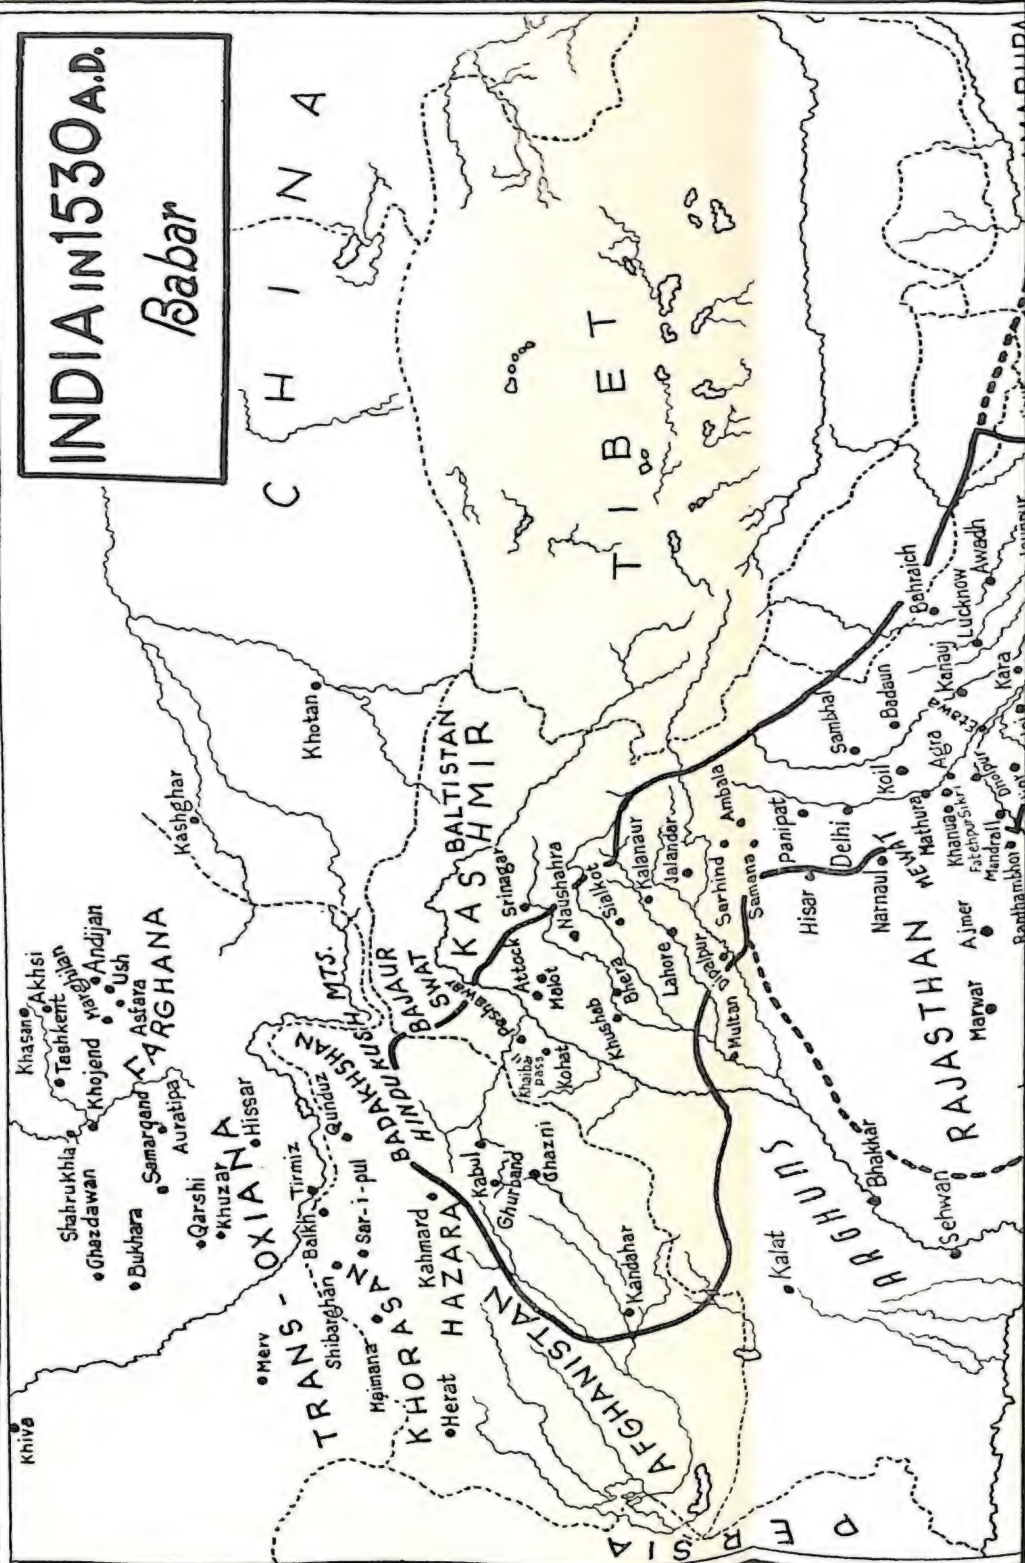 INDIA IN 1530 A.D.
Babar
CHINA
TIBET
Khiva
Khasan
Akhsi
Tashkent
Shahrukhla
Khojend
Marghulan
Andijan
Ush
Asfara
FARGHANA
Ghazdawan
Bukhara
Samarqand
Auratipa
Qarshi
Khuzar
Hissar
Kashghar
Khotan
Merv
TRANS-OXIANA
Tirmiz
Balkh
Qunduz
Shibarghan
Sar-i-pul
Maimana
KHORASAN
Herat
BADAKHSHAN
HINDUKUSH MTS.
Kahmard
HAZARA
Kabul
Ghurband
Ghazni
AFGHANISTAN
Kandahar
PERSIA
BAJAUR
SWAT
BALTISTAN
KASHMIR
Srinagar
Peshawar
Khaibar pass
Kohat
Attock
Malot
Naushahra
Sialkot
Kalanaur
Jalandar
Khushab
Bhera
Lahore
Dipalpur
Multan
Sarhind
Ambala
Samana
Panipat
Hisar
Delhi
Narnaul
Koil
Sambhal
Badaun
Bahraich
Lucknow
Awadh
Kanauj
Etawa
Kara
Agra
Mathura
MEWAT
Khanua
Fatehpur Sikri
Dholpur
Mandrail
Ajmer
Marwar
RAJASTHAN
Kalat
ARGHUNS
Bhakkar
Sehwan